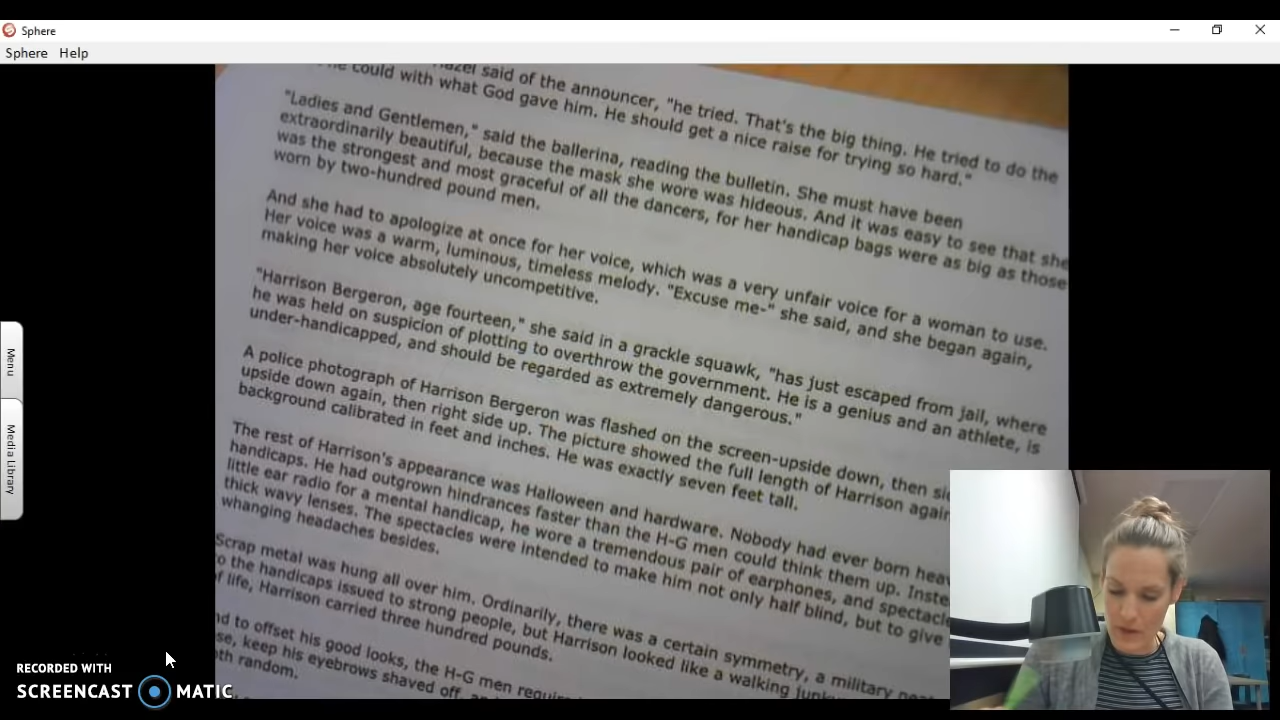 Sphere
Sphere Help
Menu
Media Library
said of the announcer, "he tried. That's the big thing. He tried to do the
could with what God gave him. He should get a nice raise for trying so hard."
"Ladies and Gentlemen," said the ballerina, reading the bulletin. She must have been
extraordinarily beautiful, because the mask she wore was hideous. And it was easy to see that she
was the strongest and most graceful of all the dancers, for her handicap bags were as big as those
worn by two-hundred pound men.
And she had to apologize at once for her voice, which was a very unfair voice for a woman to use.
Her voice was a warm, luminous, timeless melody. "Excuse me-" she said, and she began again,
making her voice absolutely uncompetitive.
"Harrison Bergeron, age fourteen," she said in a grackle squawk, "has just escaped from jail, where
he was held on suspicion of plotting to overthrow the government. He is a genius and an athlete, is
under-handicapped, and should be regarded as extremely dangerous."
A police photograph of Harrison Bergeron was flashed on the screen-upside down, then
upside down again, then right side up. The picture showed the full length of Harrison
background calibrated in feet and inches. He was exactly seven feet tall.
The rest of Harrison's appearance was Halloween and hardware. Nobody had ever born
handicaps. He had outgrown hindrances faster than the H-G men could think them up.
little ear radio for a mental handicap, he wore a tremendous pair of earphones, and
thick wavy lenses. The spectacles were intended to make him not only half blind, but to give
whanging headaches besides.
Scrap metal was hung all over him. Ordinarily, there was a certain symmetry, a military
the handicaps issued to strong people, but Harrison looked like a walking
life, Harrison carried three hundred pounds.
to offset his good looks, the H-G men
keep his eyebrows shaved off,
random.
RECORDED WITH
SCREENCAST MATIC